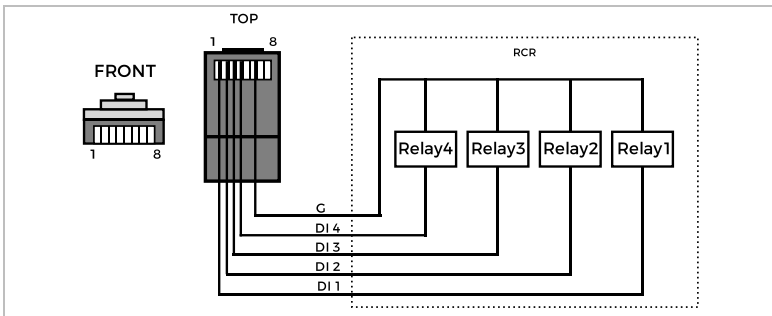 TOP
1 8
RCR
FRONT
1 8
Relay4 Relay3 Relay2 Relay1
G
DI 4
DI 3
DI 2
DI 1